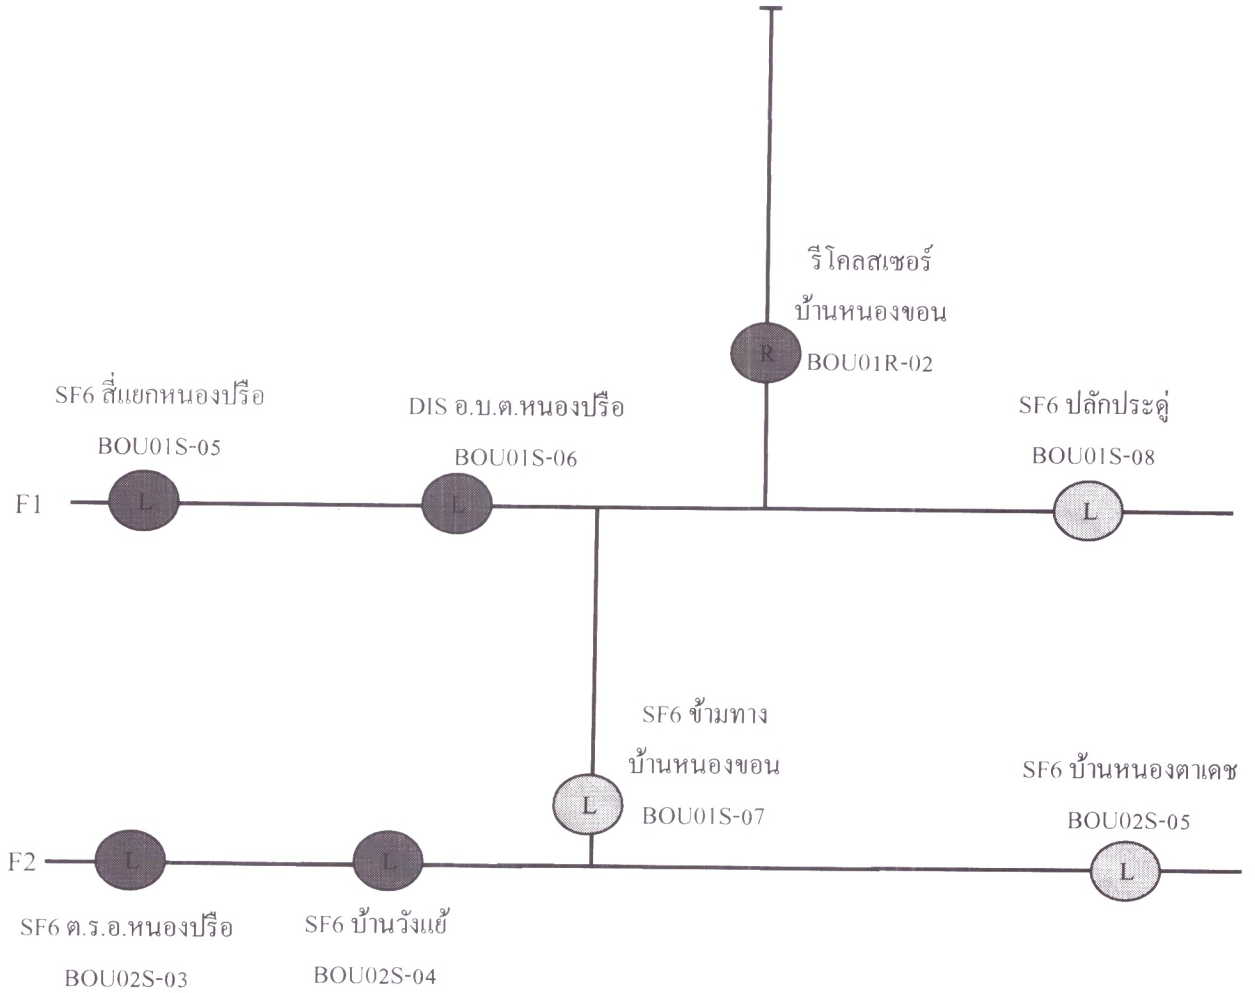 รีโคลสเซอร์
บ้านหนองขอน
R
BOU01R-02
SF6 สี่แยกหนองปรือ
BOU01S-05
DIS อ.บ.ต.หนองปรือ
BOU01S-06
SF6 ปลักประดู่
BOU01S-08
F1
L
L
L
SF6 ข้ามทาง
บ้านหนองขอน
L
BOU01S-07
SF6 บ้านหนองตาเดช
BOU02S-05
F2
L
L
L
SF6 ต.ร.อ.หนองปรือ
BOU02S-03
SF6 บ้านวังแย้
BOU02S-04